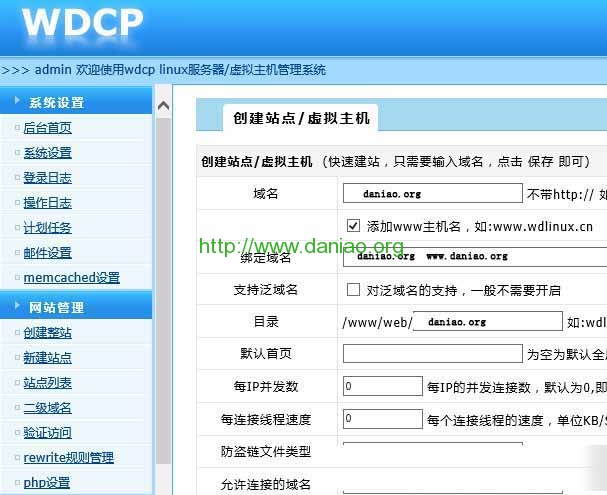 WDCP
>>> admin 欢迎使用wdcp linux服务器/虚拟主机管理系统
系统设置
后台首页
系统设置
登录日志
操作日志
计划任务
邮件设置
memcached设置
网站管理
创建整站
新建站点
站点列表
二级域名
验证访问
rewrite规则管理
php设置
创建站点/虚拟主机
创建站点/虚拟主机 (快速建站，只需要输入域名，点击 保存 即可)
域名 daniao.org 不带http:// 如
添加www主机名，如:www.wdlinux.cn
http://www.daniao.org
绑定域名 daniao.org www.daniao.org
支持泛域名 对泛域名的支持，一般不需要开启
目录 /www/web/ daniao.org 如:wdl
默认首页 为空为默认全
每IP并发数 0 每IP的并发连接数，默认为0,即
每连接线程速度 0 每个连接线程的速度，单位KB/S
防盗链文件类型
允许连接的域名